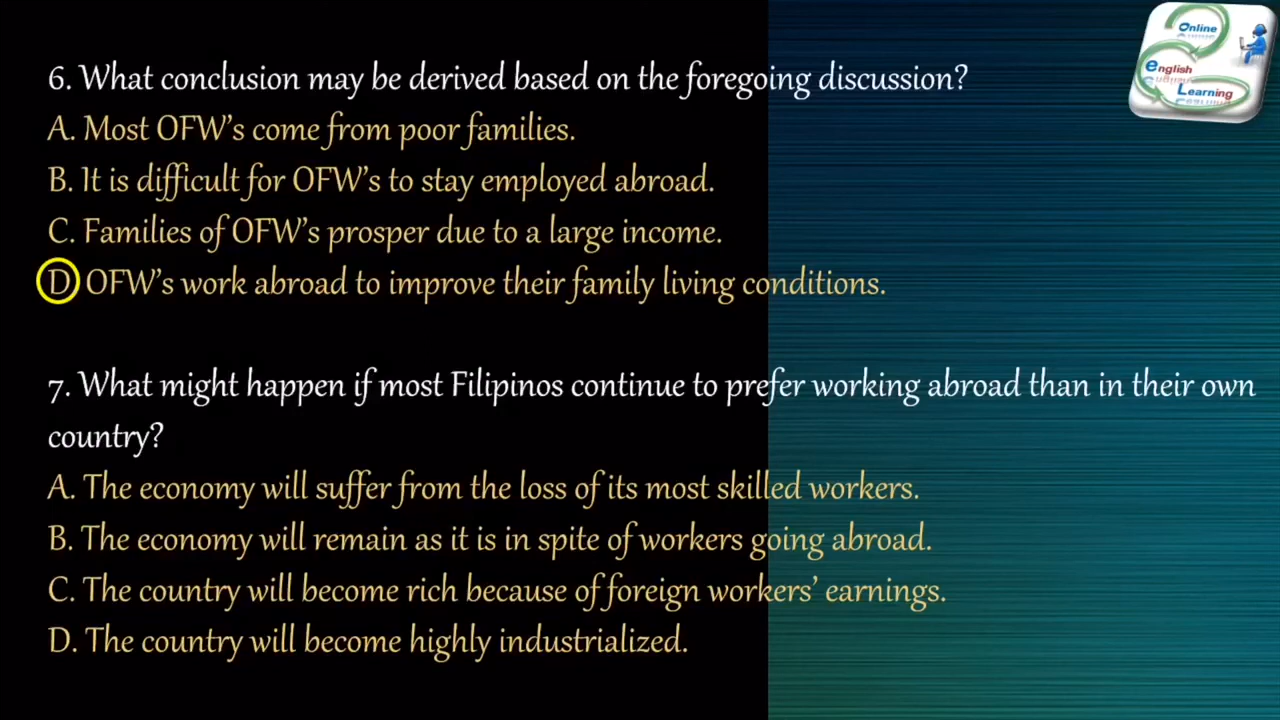 Online
english
Learning
6. What conclusion may be derived based on the foregoing discussion?
A. Most OFW's come from poor families.
B. It is difficult for OFW's to stay employed abroad.
C. Families of OFW's prosper due to a large income.
D. OFW's work abroad to improve their family living conditions.
7. What might happen if most Filipinos continue to prefer working abroad than in their own
country?
A. The economy will suffer from the loss of its most skilled workers.
B. The economy will remain as it is in spite of workers going abroad.
C. The country will become rich because of foreign workers' earnings.
D. The country will become highly industrialized.